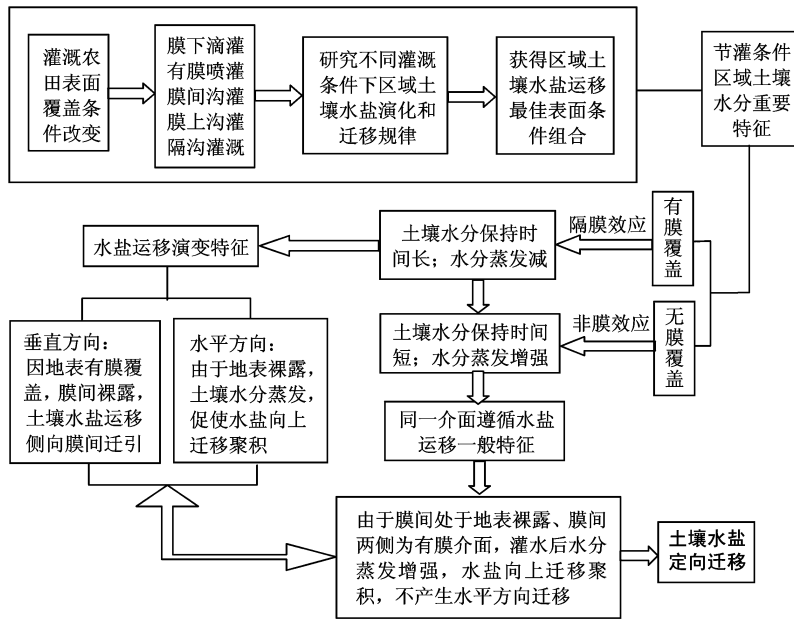 灌溉农
田表面
覆盖条
件改变
膜下滴灌
有膜喷灌
膜间沟灌
膜上沟灌
隔沟灌溉
研究不同灌溉
条件下区域土
壤水盐演化和
迁移规律
获得区域土
壤水盐运移
最佳表面条
件组合
节灌条件
区域土壤
水分重要
特征
有
膜
覆
盖
隔膜效应
土壤水分保持时
间长；水分蒸发减
水盐运移演变特征
无
膜
覆
盖
非膜效应
土壤水分保持时间
短；水分蒸发增强
垂直方向：
因地表有膜覆
盖，膜间裸露，
土壤水盐运移
侧向膜间迁引
水平方向：
由于地表裸露，
土壤水分蒸发，
促使水盐向上
迁移聚积
同一介面遵循水盐
运移一般特征
由于膜间处于地表裸露、膜间
两侧为有膜介面，灌水后水分
蒸发增强，水盐向上迁移聚
积，不产生水平方向迁移
土壤水盐
定向迁移